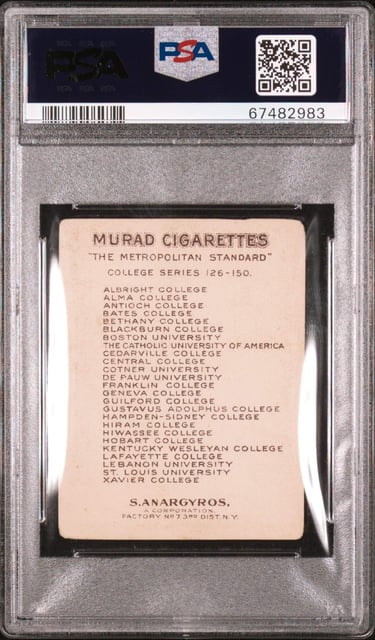 PSA
PSA
67482983
MURAD CIGARETTES
"THE METROPOLITAN STANDARD"
COLLEGE SERIES 126-150.
ALBRIGHT COLLEGE
ALMA COLLEGE
ANTIOCH COLLEGE
BATES COLLEGE
BETHANY COLLEGE
BLACKBURN COLLEGE
BOSTON UNIVERSITY
THE CATHOLIC UNIVERSITY OF AMERICA
CEDARVILLE COLLEGE
CENTRAL COLLEGE
COTNER UNIVERSITY
DE PAUW UNIVERSITY
FRANKLIN COLLEGE
GENEVA COLLEGE
GUILFORD COLLEGE
GUSTAVUS ADOLPHUS COLLEGE
HAMPDEN-SIDNEY COLLEGE
HIRAM COLLEGE
HIWASSEE COLLEGE
HOBART COLLEGE
KENTUCKY WESLEYAN COLLEGE
LAFAYETTE COLLEGE
LEBANON UNIVERSITY
ST. LOUIS UNIVERSITY
XAVIER COLLEGE
S. ANARGYROS,
A CORPORATION,
FACTORY Nº 7 3RD DIST. N.Y.